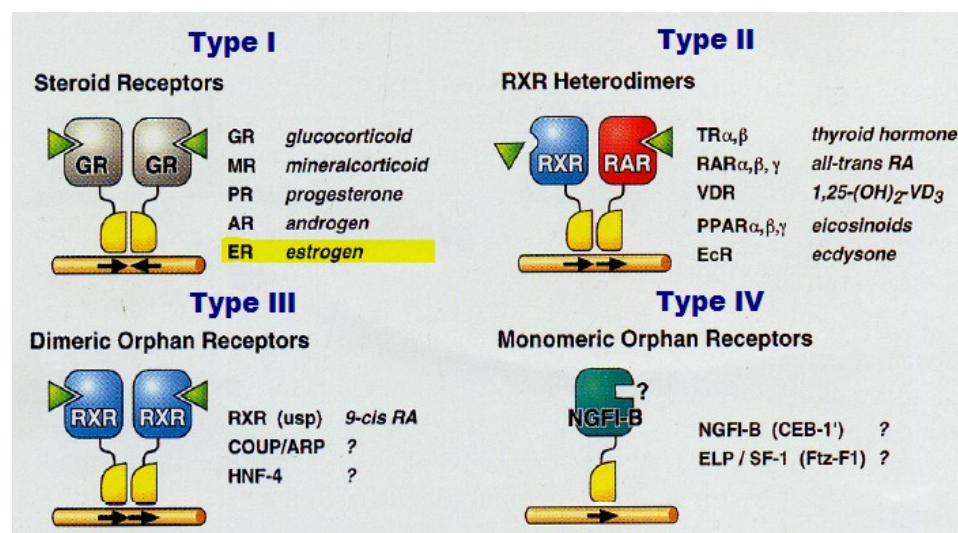 Type I
Steroid Receptors
GR GR
GR glucocorticoid
MR mineralcorticoid
PR progesterone
AR androgen
ER estrogen
Type II
RXR Heterodimers
RXR RAR
TRα,β thyroid hormone
RARα,β, γ all-trans RA
VDR 1,25-(OH)2-VD3
PPARα,β,γ eicosinoids
EcR ecdysone
Type III
Dimeric Orphan Receptors
RXR RXR
RXR (usp) 9-cis RA
COUP/ARP ?
HNF-4 ?
Type IV
Monomeric Orphan Receptors
?
NGFI-B
NGFI-B (CEB-1') ?
ELP / SF-1 (Ftz-F1) ?